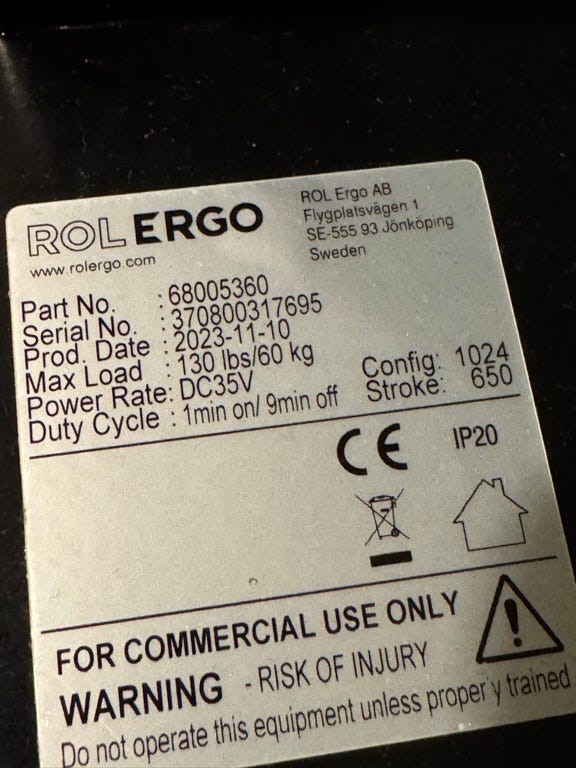 ROL ERGO
www.rolergo.com
ROL Ergo AB
Flygplatsvägen 1
SE-555 93 Jönköping
Sweden
Part No. : 68005360
Serial No. : 370800317695
Prod. Date : 2023-11-10
Max Load : 130 lbs/60 kg
Power Rate: DC35V
Duty Cycle : 1min on/ 9min off
Config: 1024
Stroke: 650
CE
IP20
FOR COMMERCIAL USE ONLY
WARNING - RISK OF INJURY
Do not operate this equipment unless proper y trained